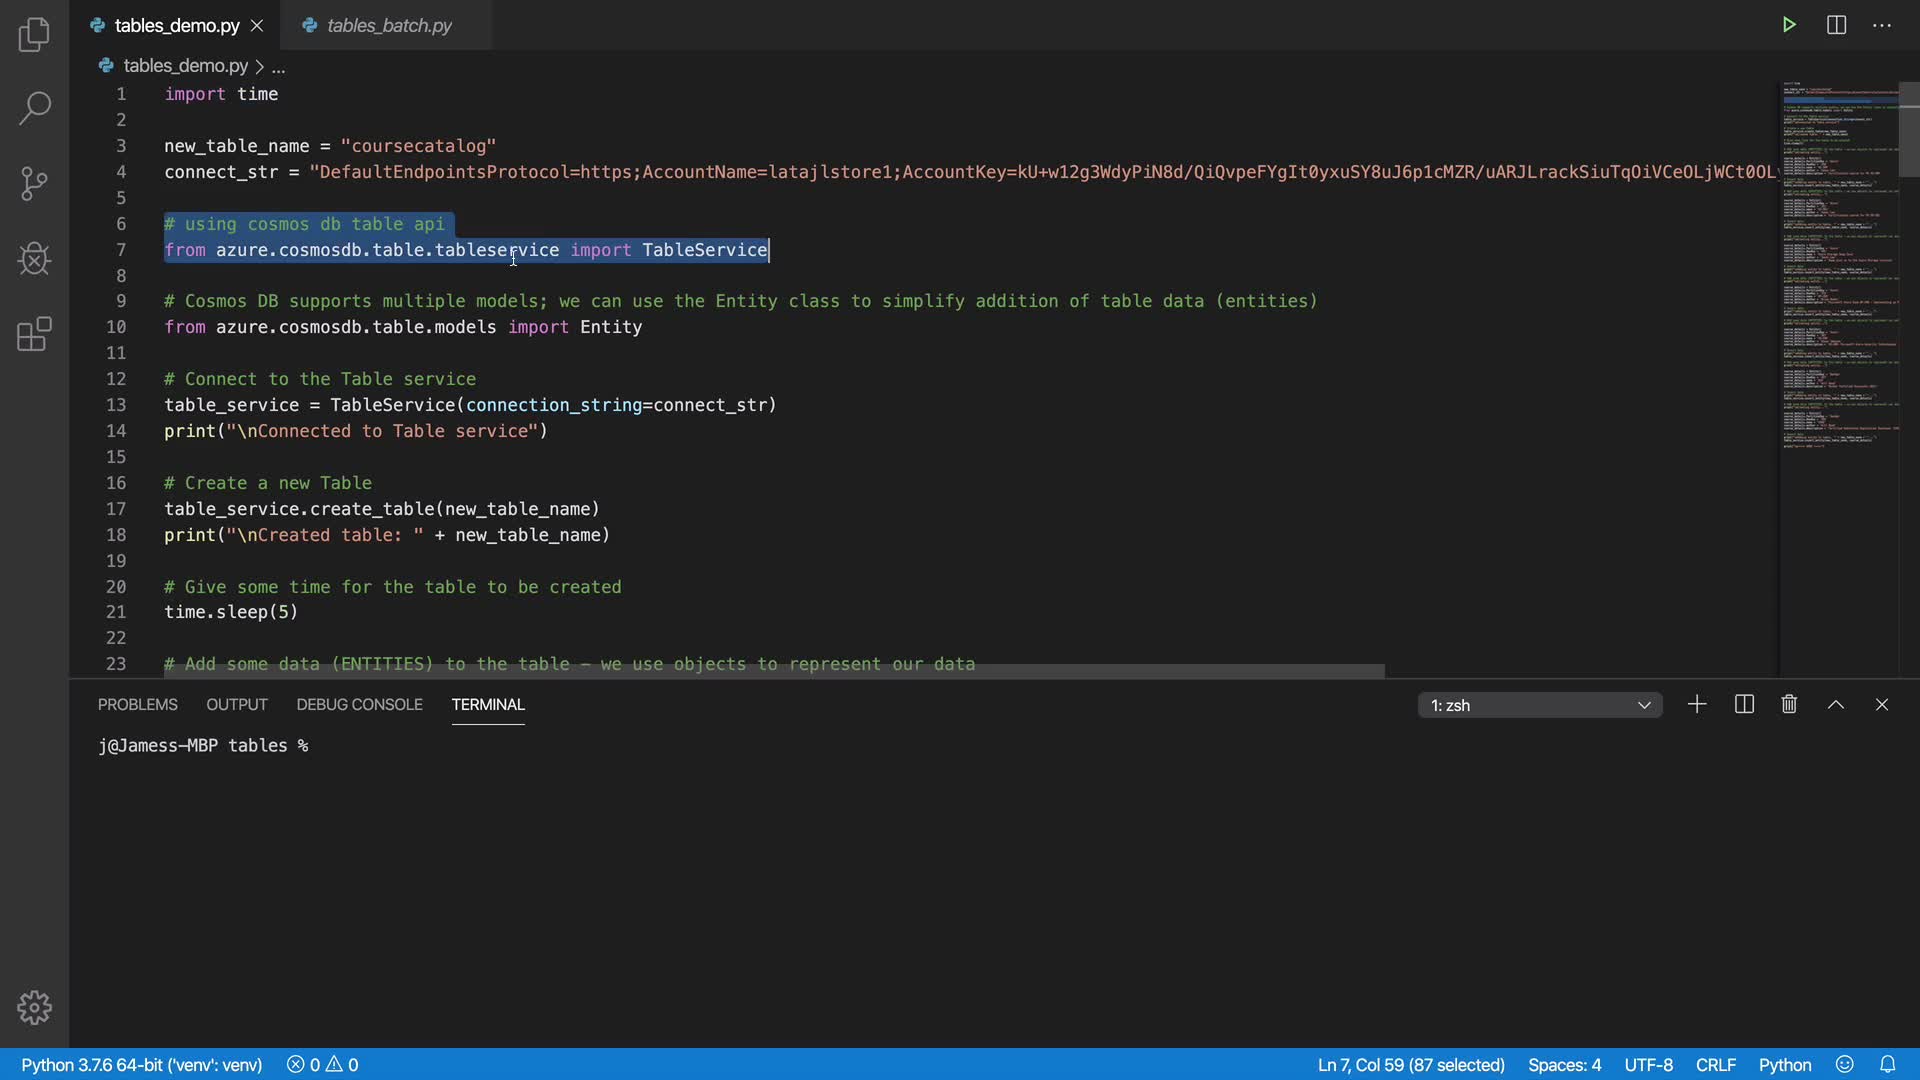 tables_demo.py
tables_batch.py
tables_demo.py > ...
1 import time
2
3 new_table_name = "coursecatalog"
4 connect_str = "DefaultEndpointsProtocol=https;AccountName=latajlstore1;AccountKey=kU+w12g3WdyPiN8d/QiQvpeFYgIt0yxuSY8uJ6p1cMZR/uARJLrackSiuTqOiVCeOLjWCt0OL
5
6 # using cosmos db table api
7 from azure.cosmosdb.table.tableservice import TableService
8
9 # Cosmos DB supports multiple models; we can use the Entity class to simplify addition of table data (entities)
10 from azure.cosmosdb.table.models import Entity
11
12 # Connect to the Table service
13 table_service = TableService(connection_string=connect_str)
14 print("\nConnected to Table service")
15
16 # Create a new Table
17 table_service.create_table(new_table_name)
18 print("\nCreated table: " + new_table_name)
19
20 # Give some time for the table to be created
21 time.sleep(5)
22
23 # Add some data (ENTITIES) to the table – we use objects to represent our data
PROBLEMS OUTPUT DEBUG CONSOLE TERMINAL 1: zsh
j@Jamess-MBP tables %
Python 3.7.6 64-bit ('venv': venv) 0 0 Ln 7, Col 59 (87 selected) Spaces: 4 UTF-8 CRLF Python